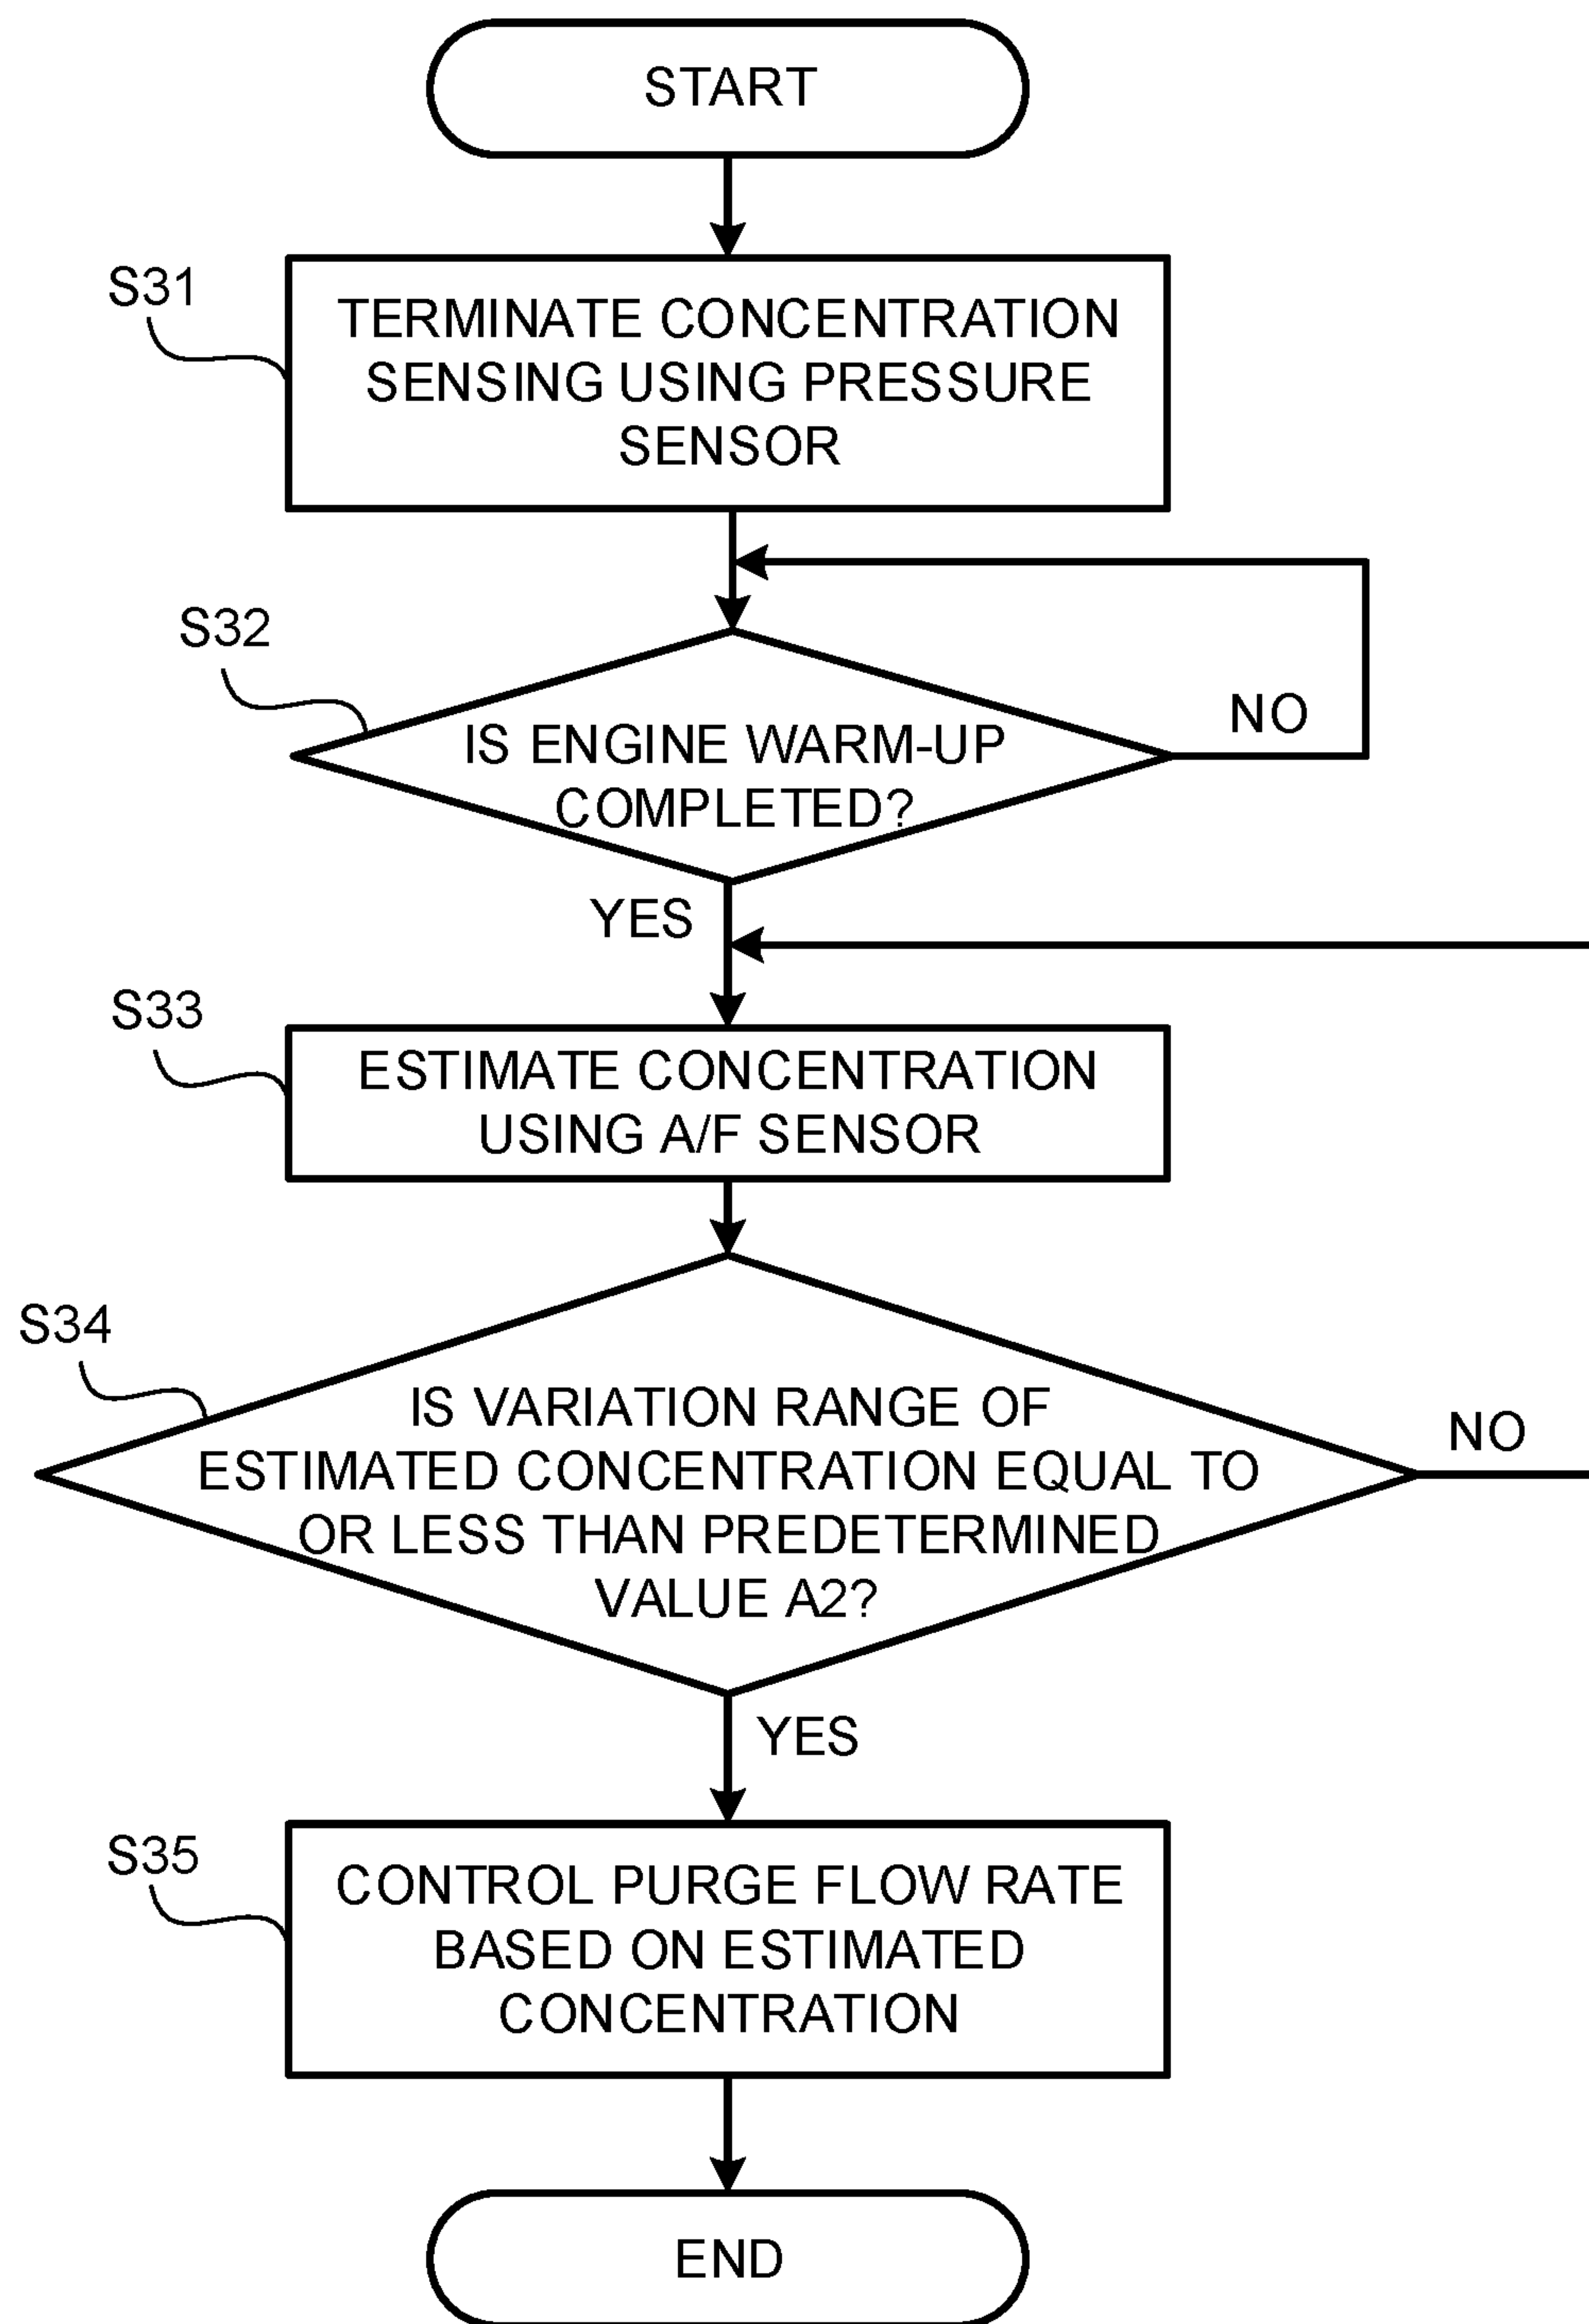 START
S31
TERMINATE CONCENTRATION
SENSING USING PRESSURE
SENSOR
S32
IS ENGINE WARM-UP
COMPLETED?
NO
YES
S33
ESTIMATE CONCENTRATION
USING A/F SENSOR
S34
IS VARIATION RANGE OF
ESTIMATED CONCENTRATION EQUAL TO
OR LESS THAN PREDETERMINED
VALUE A2?
NO
YES
S35
CONTROL PURGE FLOW RATE
BASED ON ESTIMATED
CONCENTRATION
END